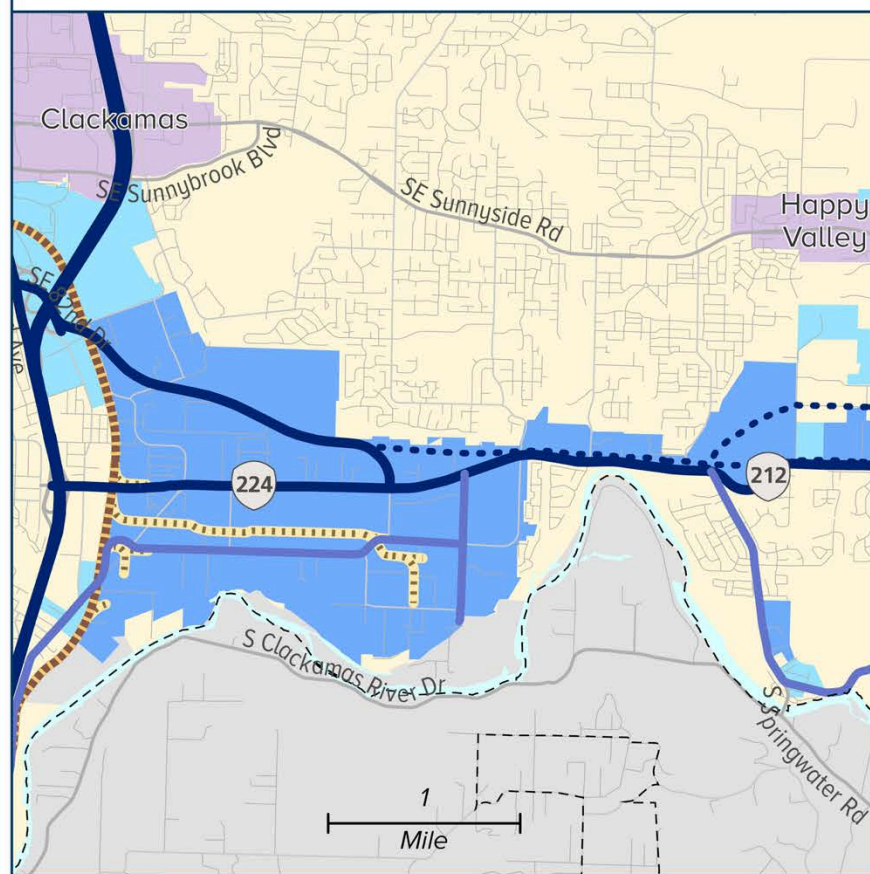 Clackamas
SE Sunnybrook Blvd
SE Sunnyside Rd
Happy
Valley
SE 82nd Dr
Ave
224
212
S Clackamas River Dr
S Springwater Rd
1
Mile